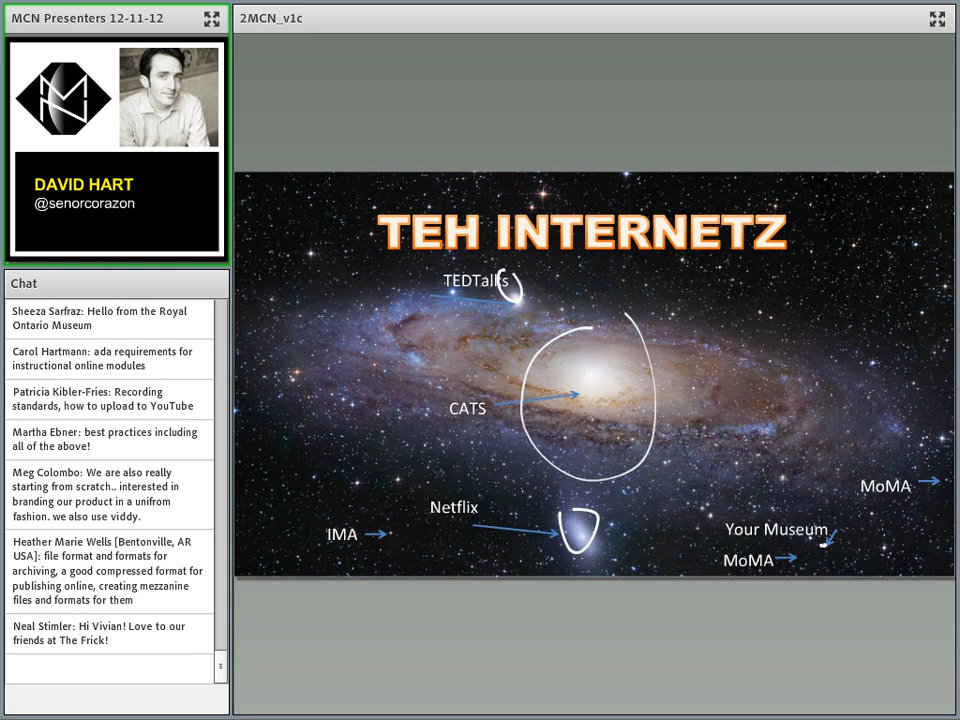 MCN Presenters 12-11-12
DAVID HART
@senorcorazon
Chat
Sheeza Sarfraz: Hello from the Royal
Ontario Museum
Carol Hartmann: ada requirements for
instructional online modules
Patricia Kibler-Fries: Recording
standards, how to upload to YouTube
Martha Ebner: best practices including
all of the above!
Meg Colombo: We are also really
starting from scratch.. interested in
branding our product in a unifrom
fashion. we also use viddy.
Heather Marie Wells [Bentonville, AR
USA]: file format and formats for
archiving, a good compressed format for
publishing online, creating mezzanine
files and formats for them
Neal Stimler: Hi Vivian! Love to our
friends at The Frick!
2MCN_v1c
TEH INTERNETZ
TEDTalks
CATS
MoMA
Netflix
IMA
Your Museum
MoMA